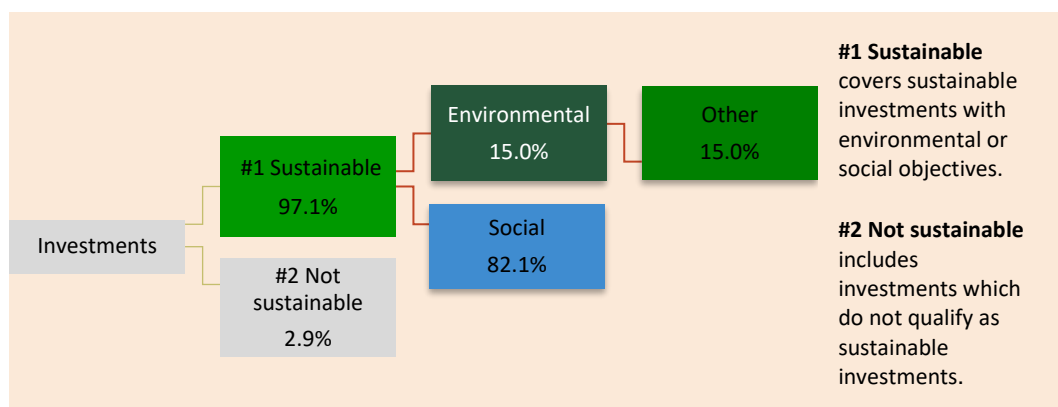 Investments
#1 Sustainable
97.1%
#2 Not
sustainable
2.9%
Environmental
15.0%
Social
82.1%
Other
15.0%
#1 Sustainable
covers sustainable
investments with
environmental or
social objectives.
#2 Not sustainable
includes
investments which
do not qualify as
sustainable
investments.